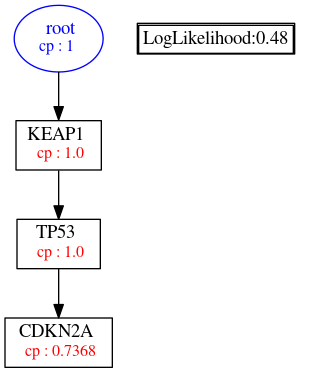 root
cp : 1
LogLikelihood:0.48
KEAP1
cp : 1.0
TP53
cp : 1.0
CDKN2A
cp : 0.7368